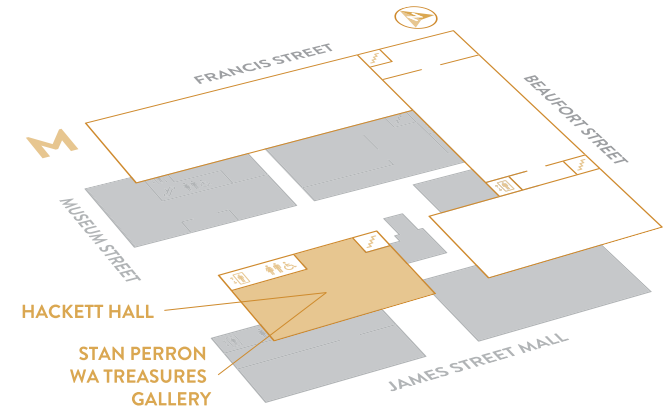 FRANCIS STREET
BEAUFORT STREET
M
MUSEUM STREET
HACKETT HALL
STAN PERRON
WA TREASURES
GALLERY
JAMES STREET MALL